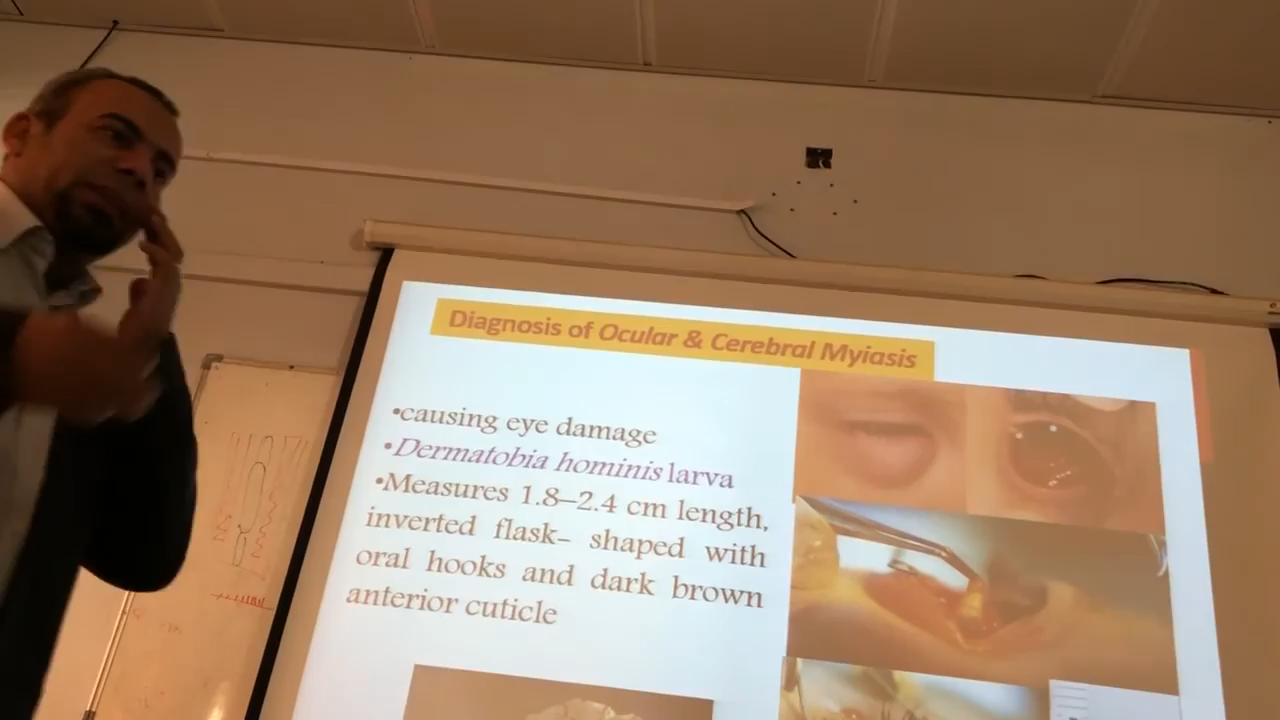 Diagnosis of Ocular & Cerebral Myiasis
•causing eye damage
•Dermatobia hominis larva
•Measures 1.8–2.4 cm length,
inverted flask– shaped with
oral hooks and dark brown
anterior cuticle